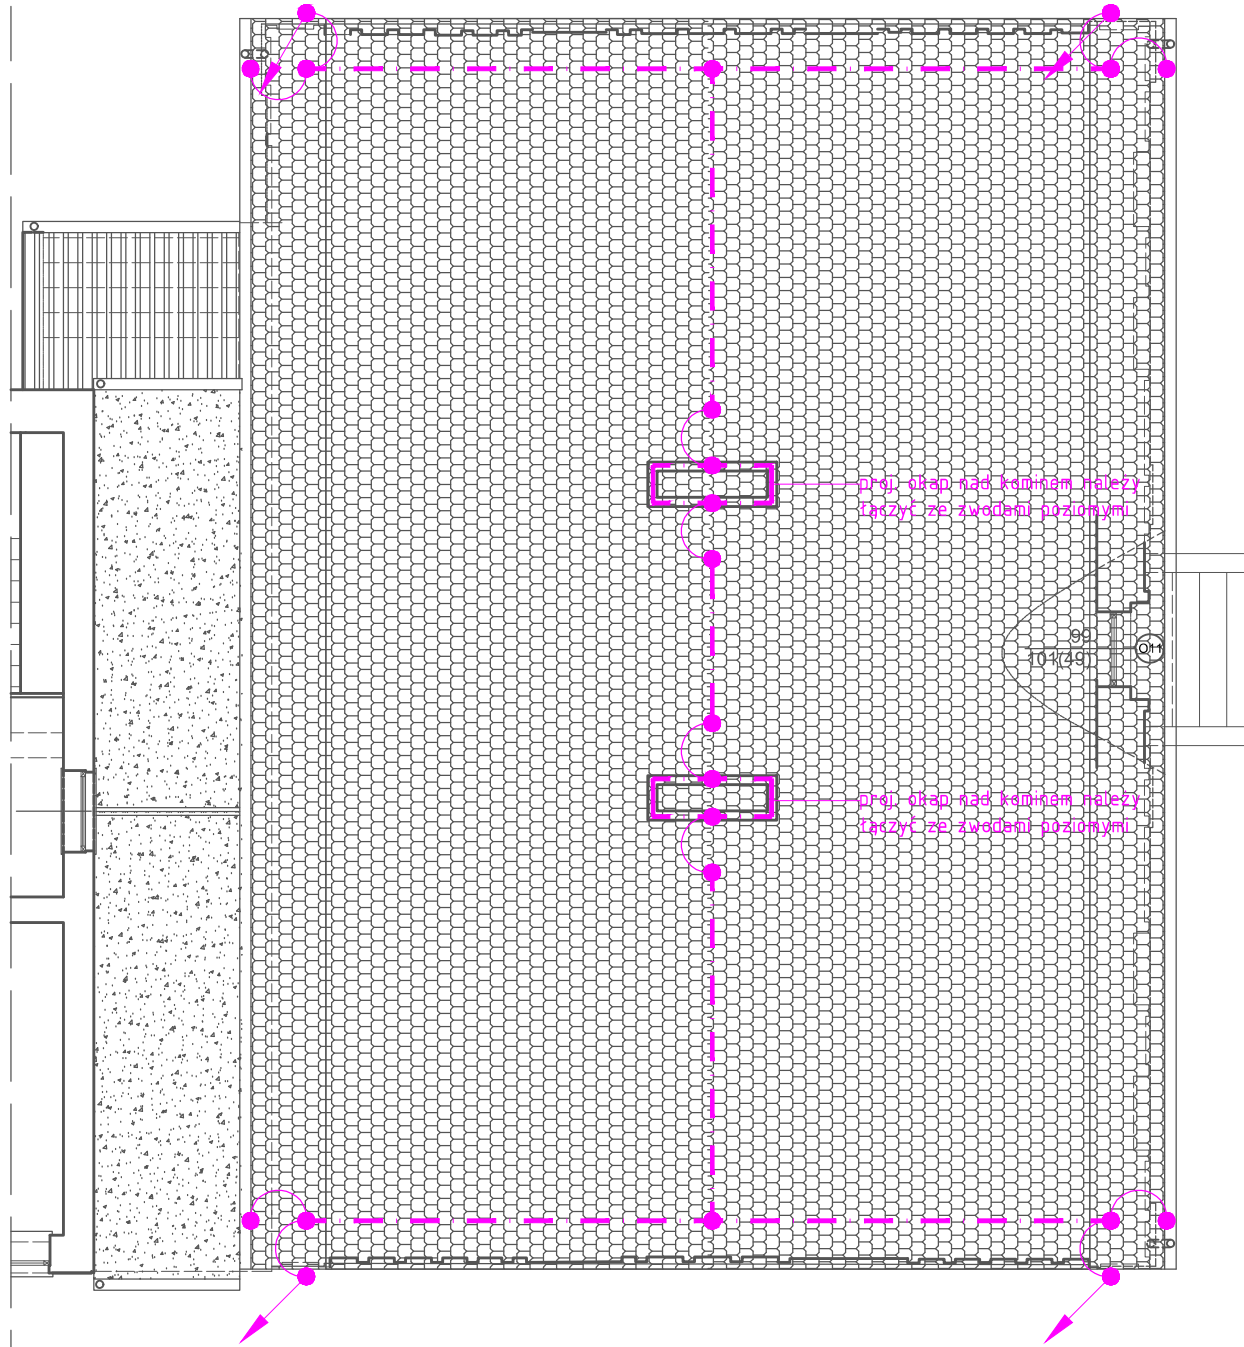 proj. okap nad kominem należy
łączyć ze zwodami poziomymi
99
101(49)
O11
proj. okap nad kominem należy
łączyć ze zwodami poziomymi